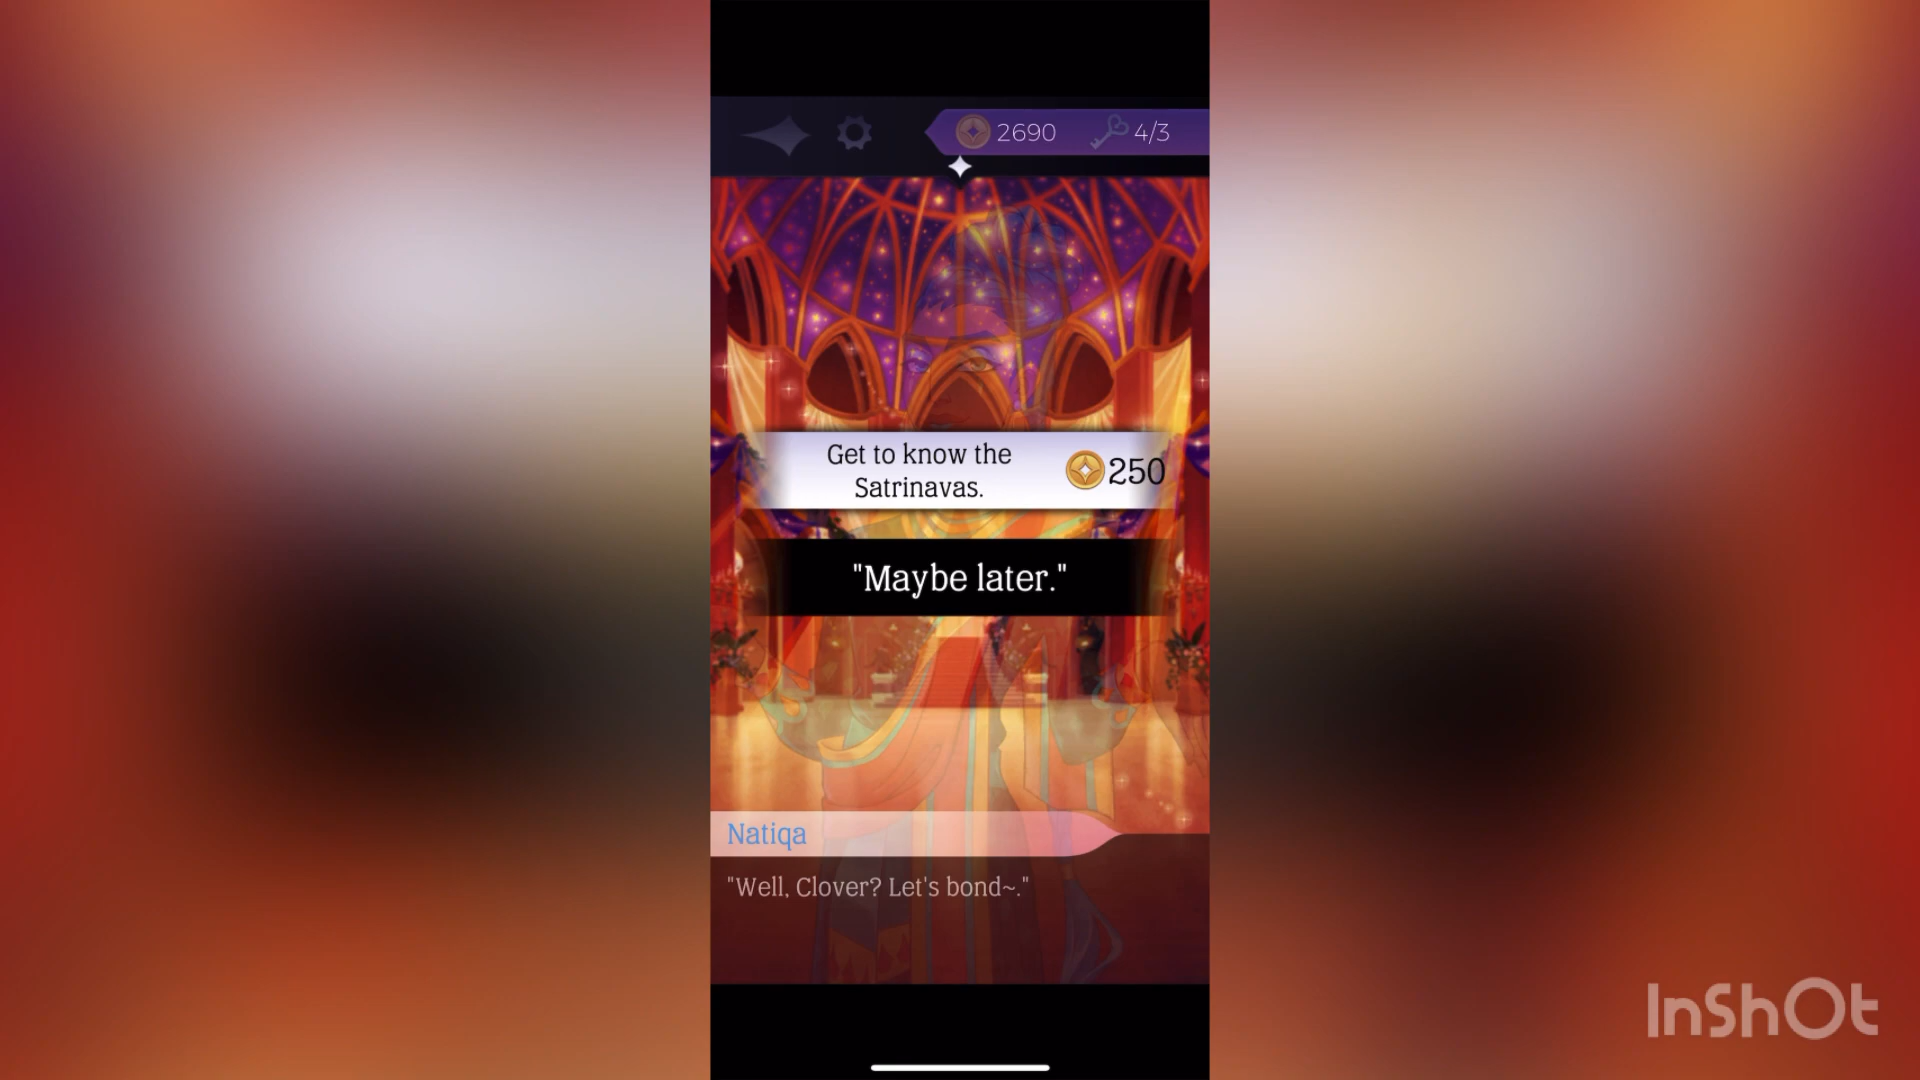 2690 4/3
Get to know the
Satrinavas.
250
"Maybe later."
Natiqa
"Well, Clover? Let's bond~."
InShOt